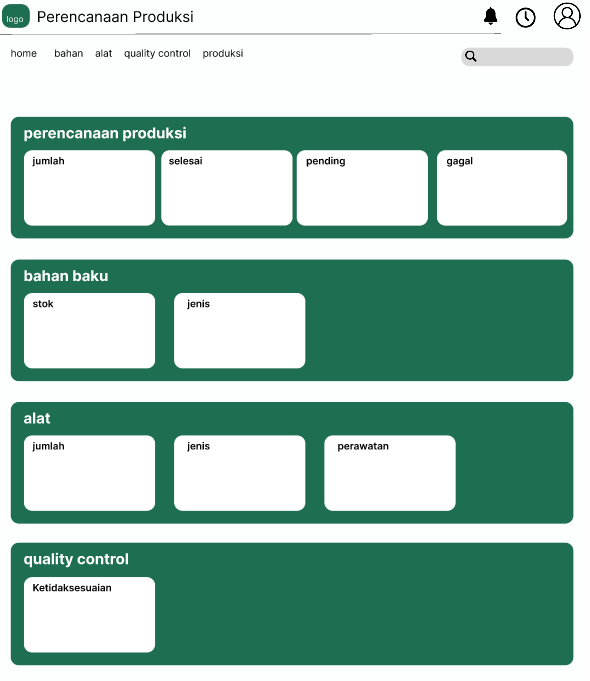 logo
Perencanaan Produksi
home bahan alat quality control produksi
perencanaan produksi
jumlah selesai pending gagal
bahan baku
stok jenis
alat
jumlah jenis perawatan
quality control
Ketidaksesuaian